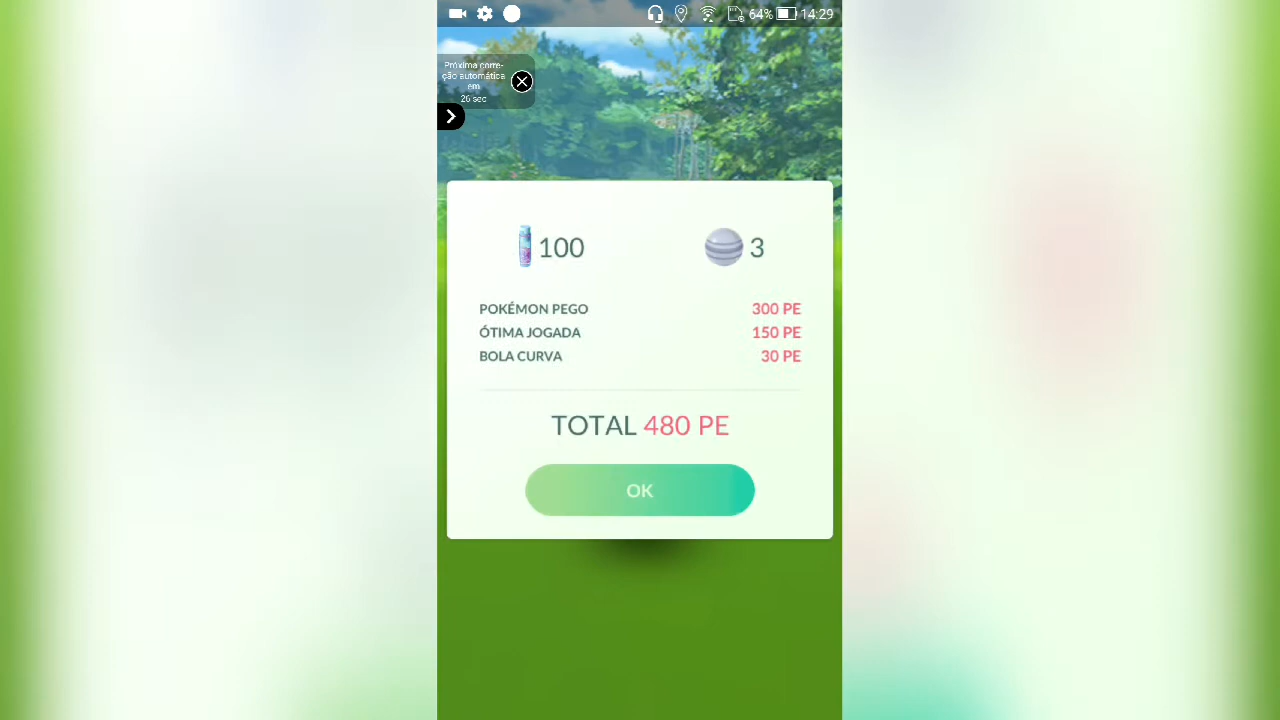 64% 14:29
Próxima corre-
ção automática
em
26 sec
100 3
POKÉMON PEGO 300 PE
ÓTIMA JOGADA 150 PE
BOLA CURVA 30 PE
TOTAL 480 PE
OK